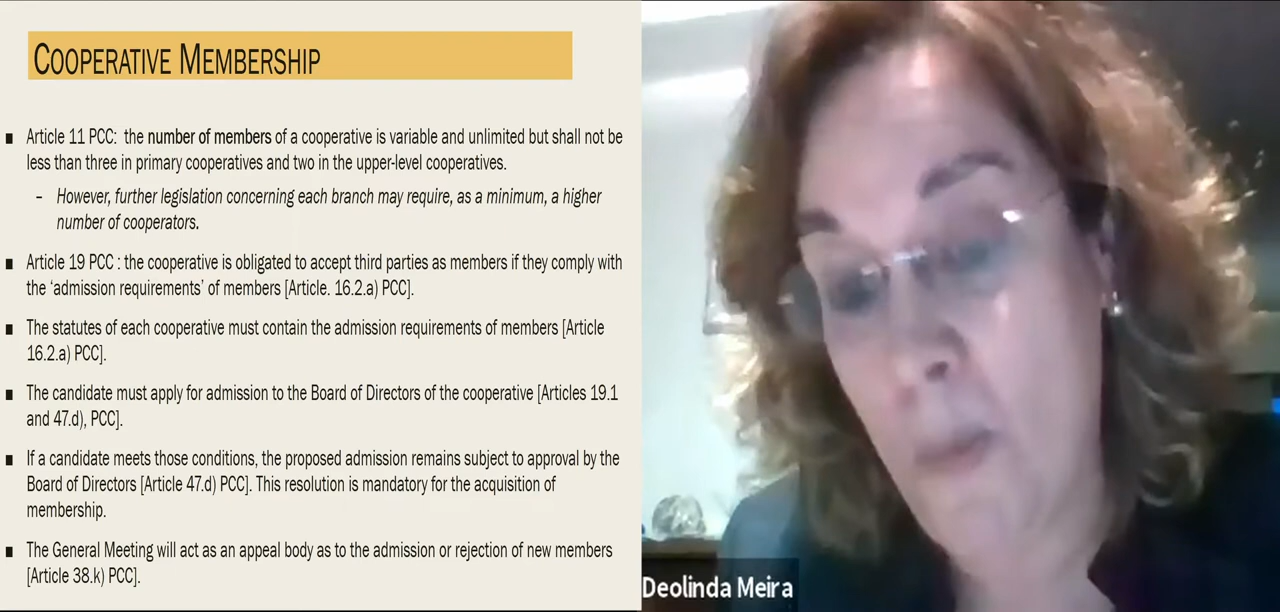 COOPERATIVE MEMBERSHIP
▪ Article 11 PCC: the number of members of a cooperative is variable and unlimited but shall not be
less than three in primary cooperatives and two in the upper-level cooperatives.
– However, further legislation concerning each branch may require, as a minimum, a higher
number of cooperators.
▪ Article 19 PCC : the cooperative is obligated to accept third parties as members if they comply with
the ‘admission requirements’ of members [Article. 16.2.a) PCC].
▪ The statutes of each cooperative must contain the admission requirements of members [Article
16.2.a) PCC].
▪ The candidate must apply for admission to the Board of Directors of the cooperative [Articles 19.1
and 47.d), PCC].
▪ If a candidate meets those conditions, the proposed admission remains subject to approval by the
Board of Directors [Article 47.d) PCC]. This resolution is mandatory for the acquisition of
membership.
▪ The General Meeting will act as an appeal body as to the admission or rejection of new members
[Article 38.k) PCC].
Deolinda Meira